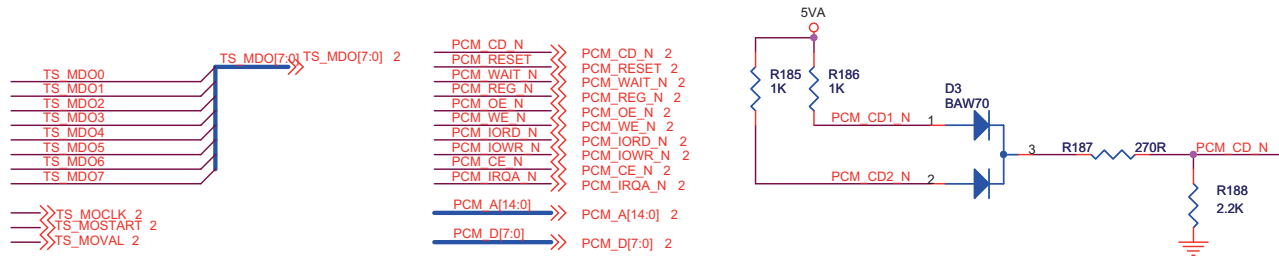 TS_MDO[7:0] TS_MDO[7:0] 2
TS_MDO0
TS_MDO1
TS_MDO2
TS_MDO3
TS_MDO4
TS_MDO5
TS_MDO6
TS_MDO7
TS_MOCLK 2
TS_MOSTART 2
TS_MOVAL 2
PCM_CD_N PCM_CD_N 2
PCM_RESET PCM_RESET 2
PCM_WAIT_N PCM_WAIT_N 2
PCM_REG_N PCM_REG_N 2
PCM_OE_N PCM_OE_N 2
PCM_WE_N PCM_WE_N 2
PCM_IORD_N PCM_IORD_N 2
PCM_IOWR_N PCM_IOWR_N 2
PCM_CE_N PCM_CE_N 2
PCM_IRQA_N PCM_IRQA_N 2
PCM_A[14:0] PCM_A[14:0] 2
PCM_D[7:0] PCM_D[7:0] 2
5VA
R185
1K
R186
1K
D3
BAW70
PCM_CD1_N 1
PCM_CD2_N 2
3
R187 270R
PCM_CD_N
R188
2.2K